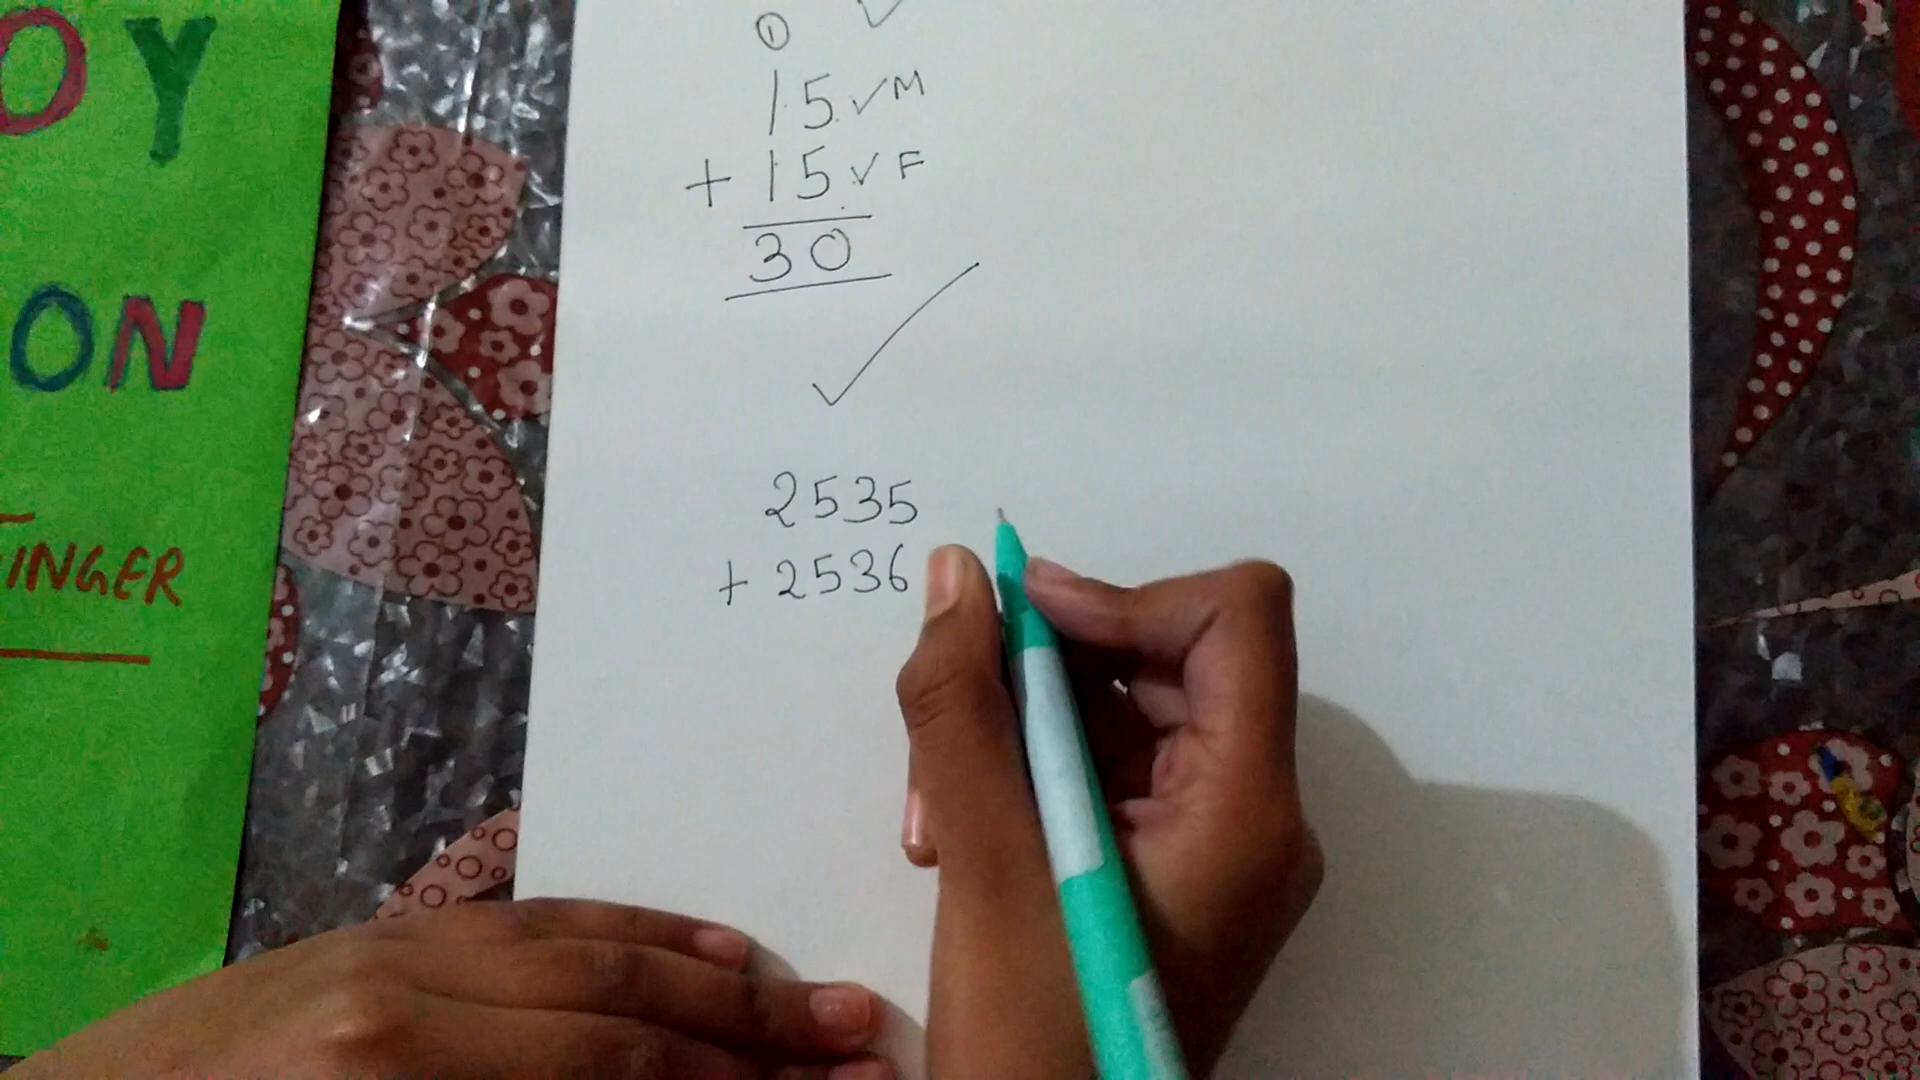 OY
ON
INGER
①
15 ✓ M
+ 15 ✓ F
30
2535
+ 2536